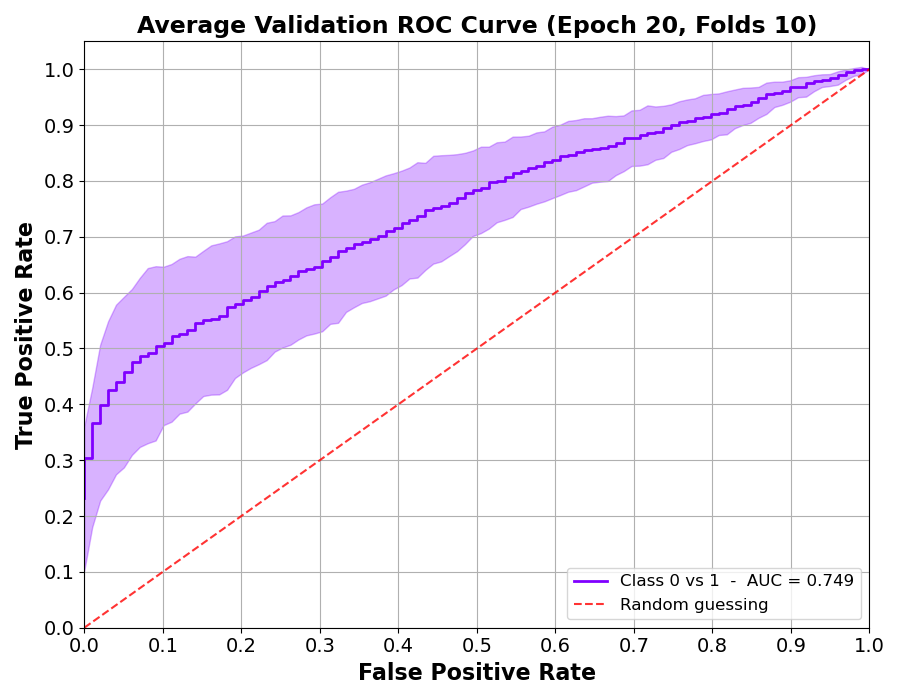 Average Validation ROC Curve (Epoch 20, Folds 10)
True Positive Rate
1.0
0.9
0.8
0.7
0.6
0.5
0.4
0.3
0.2
0.1
0.0
Class 0 vs 1 - AUC = 0.749
Random guessing
0.0 0.1 0.2 0.3 0.4 0.5 0.6 0.7 0.8 0.9 1.0
False Positive Rate